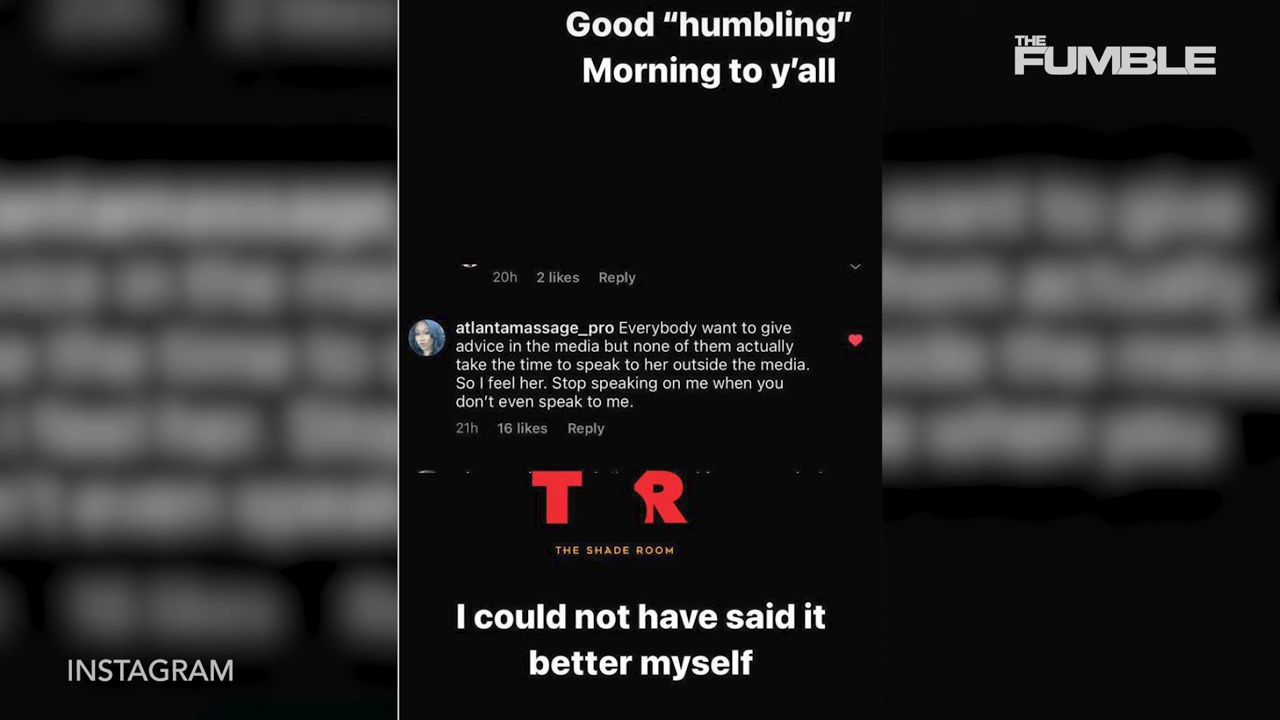 Good “humbling”
Morning to y’all
THE
FUMBLE
20h 2 likes Reply
atlantamassage_pro Everybody want to give
advice in the media but none of them actually
take the time to speak to her outside the media.
So I feel her. Stop speaking on me when you
don’t even speak to me.
21h 16 likes Reply
T R
THE SHADE ROOM
I could not have said it
better myself
INSTAGRAM